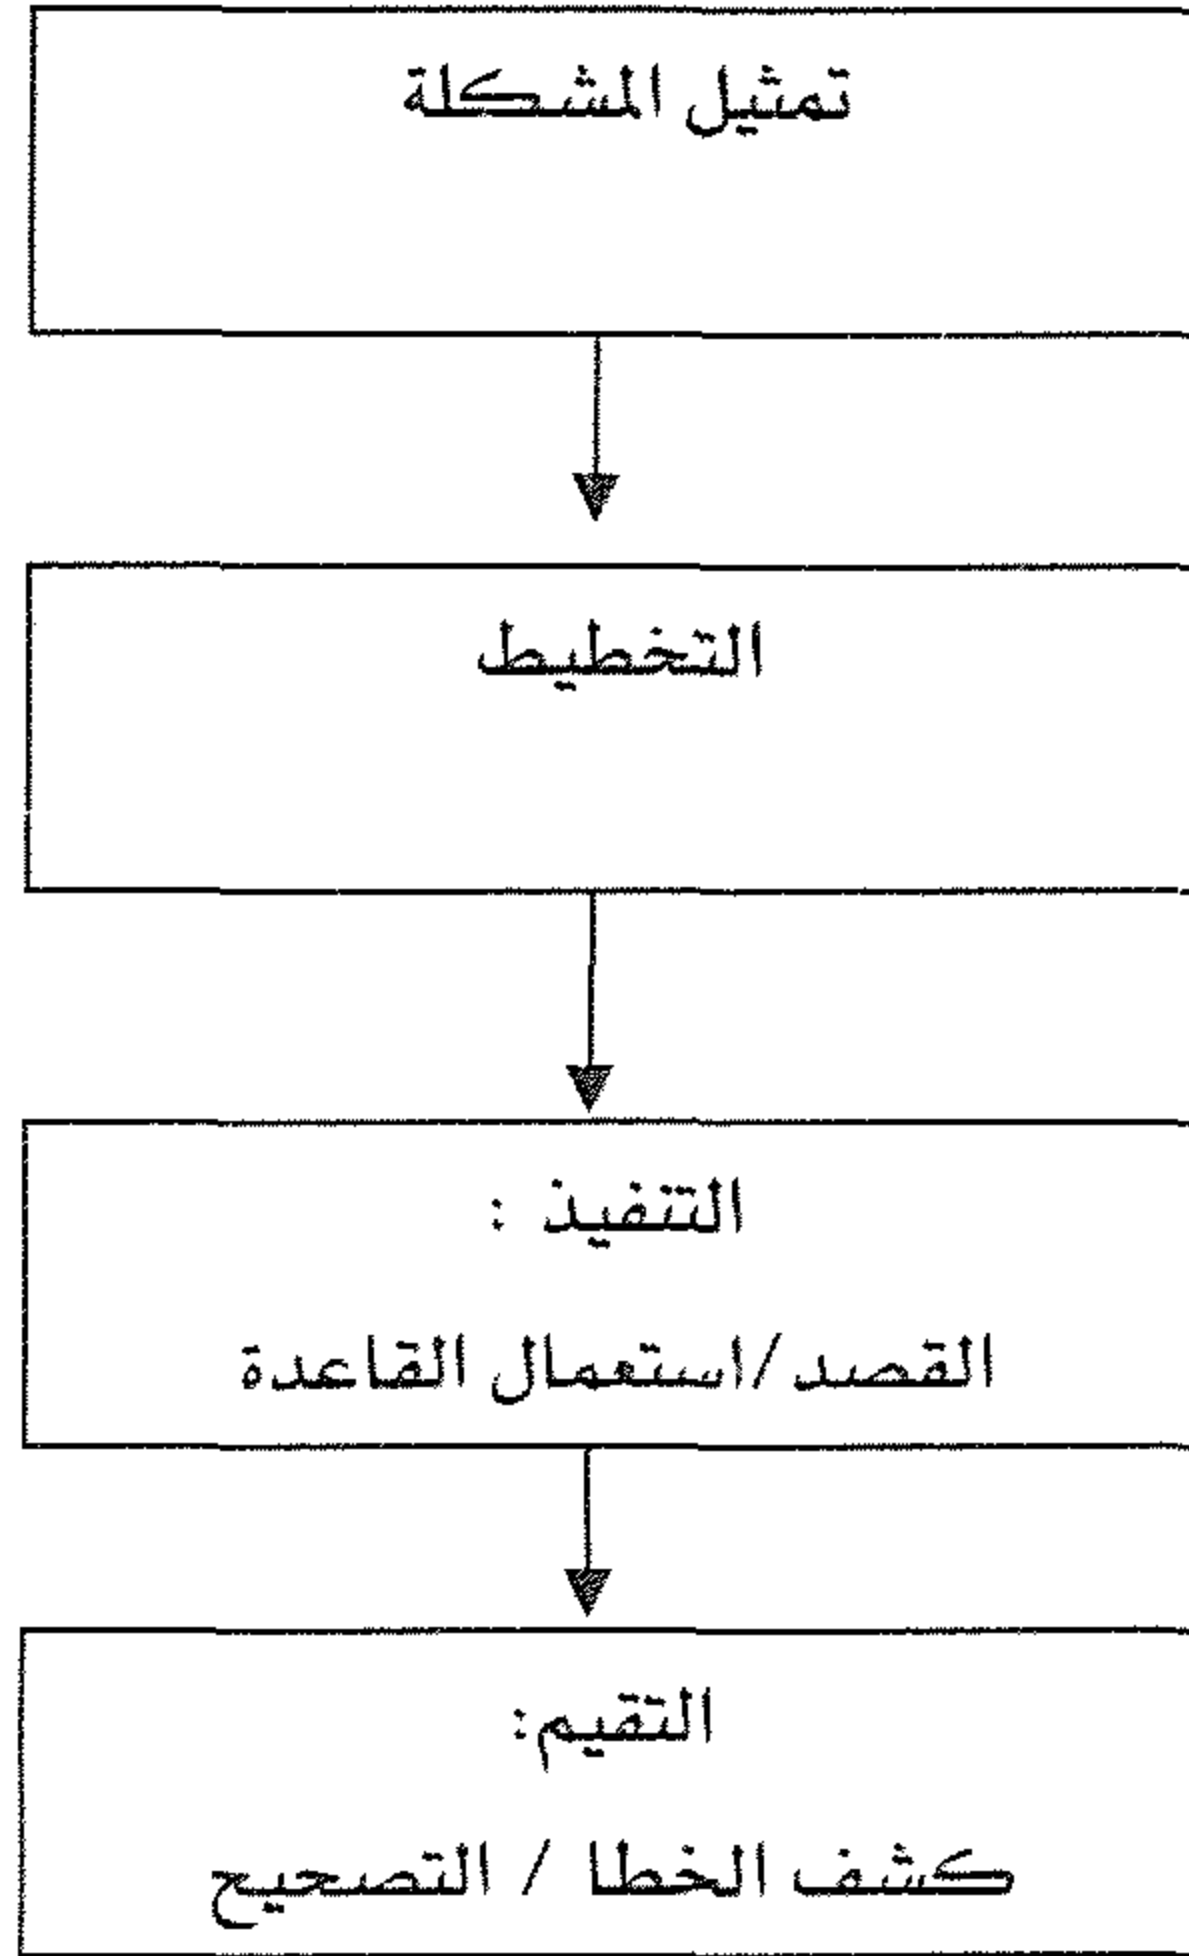 تمثيل المشكلة
التخطيط
التنفيذ :
القصد/استعمال القاعدة
التقيم:
كشف الخطا / التصحيح